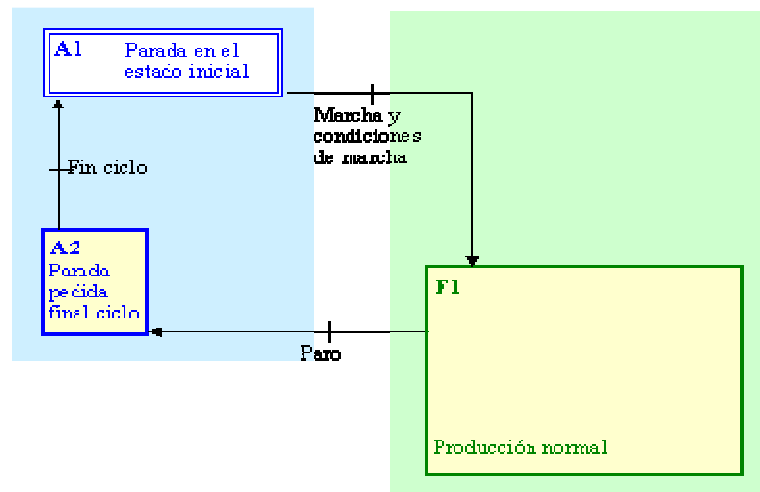 A1
Parada en el
estado inicial
Marcha y
condiciones
de marcha
Fin ciclo
A2
Parada
pedida
final ciclo
F1
Paro
Producción normal